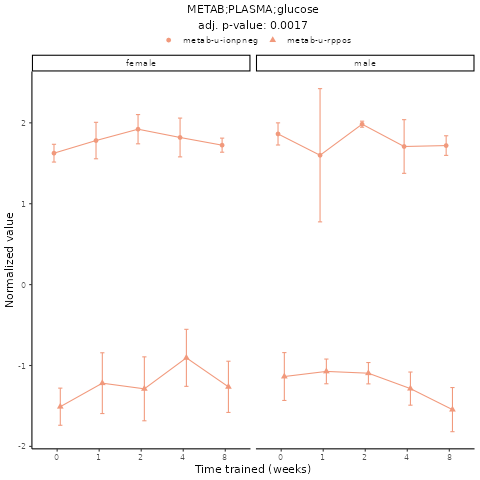 METAB;PLASMA;glucose
adj. p-value: 0.0017
metab-u-ionpneg metab-u-rppos
female male
2
1
0
-1
-2
Normalized value
0 1 2 4 8 0 1 2 4 8
Time trained (weeks)